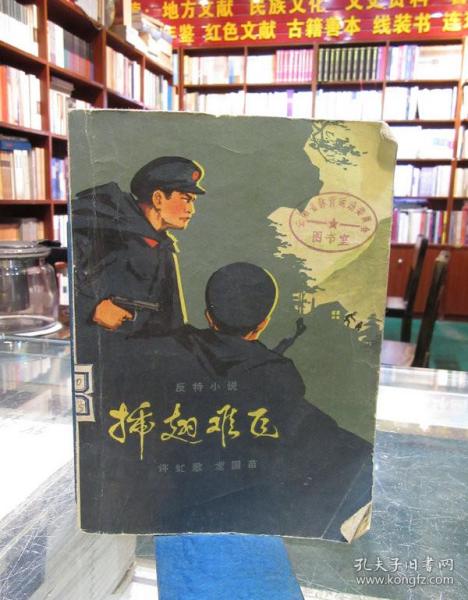 地方文献 民族文化 文史资料
年鉴 红色文献 古籍善本 线装书 连
图书室
反特小说
插翅难飞
许虹歌 龙国苗
孔夫子旧书网
www.kongfz.com